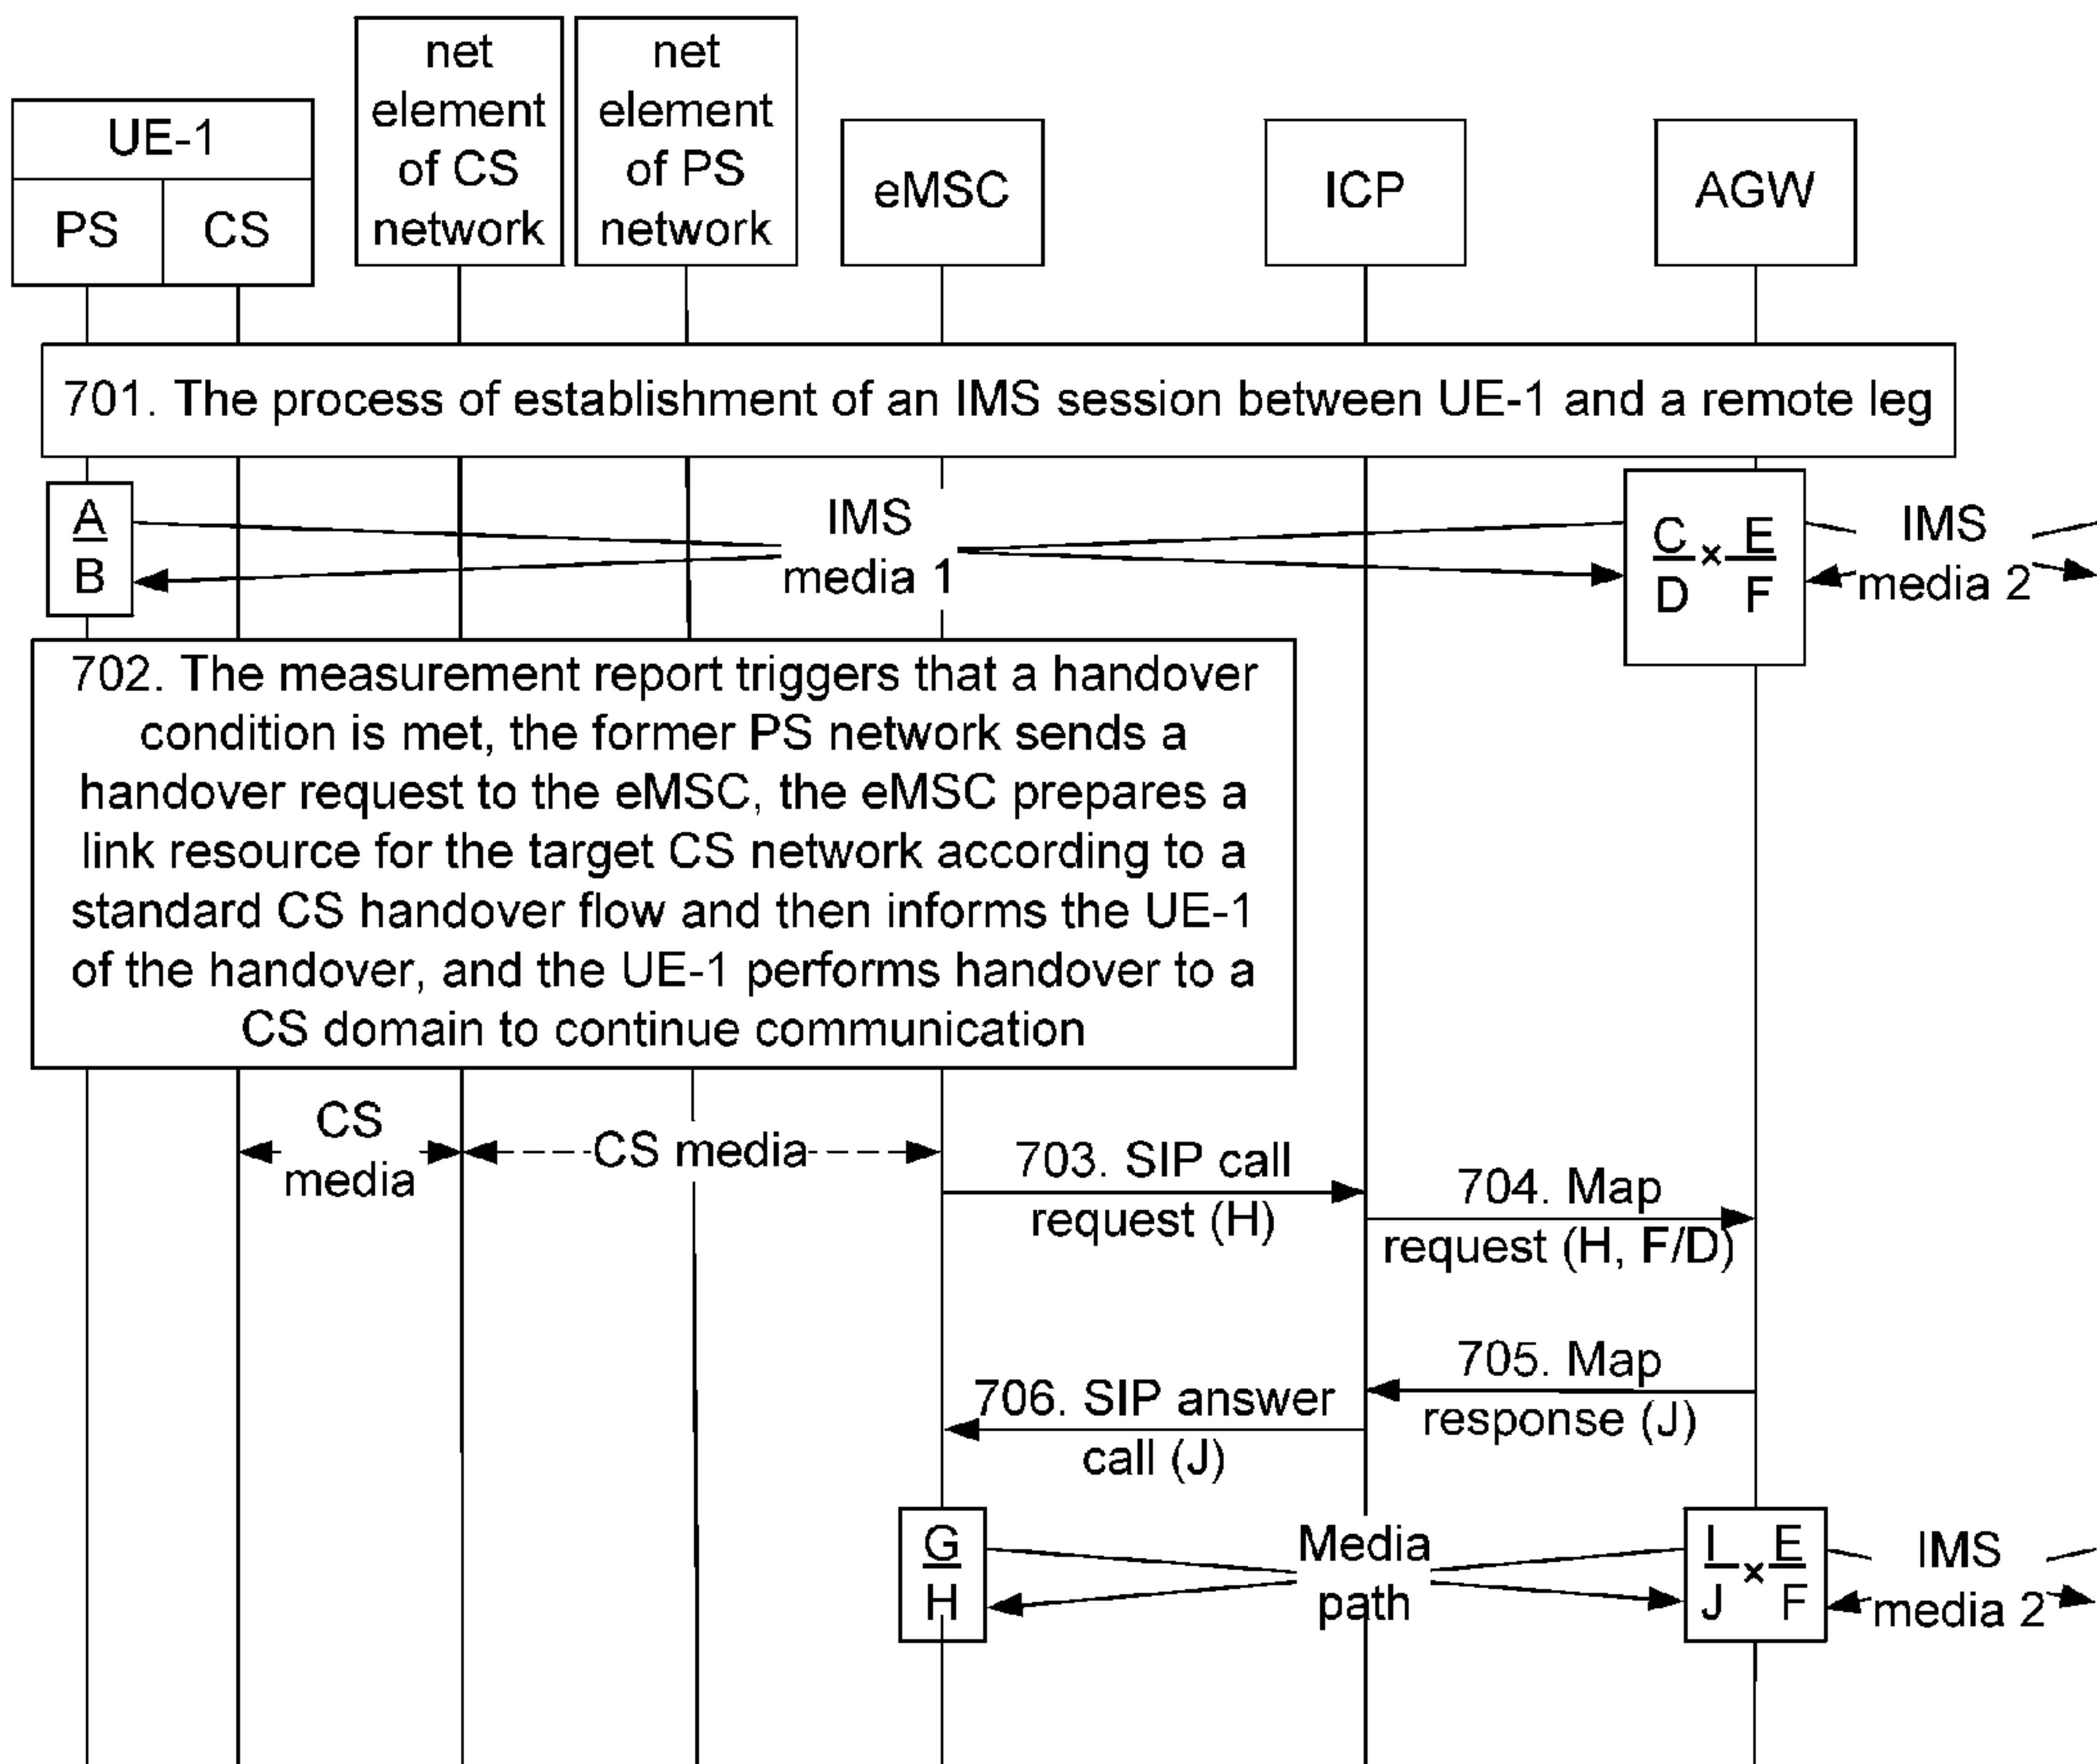 UE-1
PS
CS
net
element
of CS
network
net
element
of PS
network
eMSC
ICP
AGW
701. The process of establishment of an IMS session between UE-1 and a remote leg
A
B
IMS
media 1
C
D
×
E
F
IMS
media 2
702. The measurement report triggers that a handover
condition is met, the former PS network sends a
handover request to the eMSC, the eMSC prepares a
link resource for the target CS network according to a
standard CS handover flow and then informs the UE-1
of the handover, and the UE-1 performs handover to a
CS domain to continue communication
CS
media
CS media
703. SIP call
request (H)
704. Map
request (H, F/D)
705. Map
response (J)
706. SIP answer
call (J)
G
H
Media
path
I
J
×
E
F
IMS
media 2